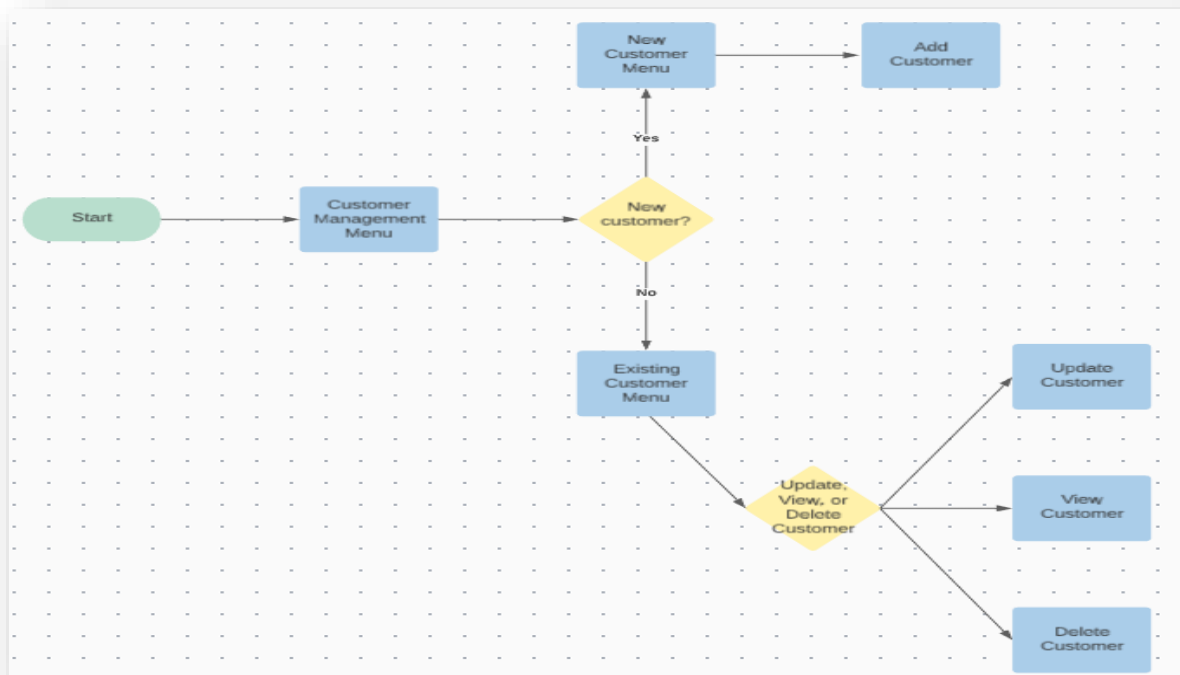 New
Customer
Menu
Add
Customer
Yes
Start
Customer
Management
Menu
New
customer?
No
Existing
Customer
Menu
Update
Customer
Update,
View, or
Delete
Customer
View
Customer
Delete
Customer